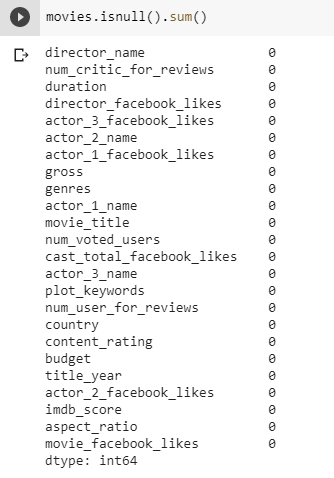 movies.isnull().sum()
director_name 0
num_critic_for_reviews 0
duration 0
director_facebook_likes 0
actor_3_facebook_likes 0
actor_2_name 0
actor_1_facebook_likes 0
gross 0
genres 0
actor_1_name 0
movie_title 0
num_voted_users 0
cast_total_facebook_likes 0
actor_3_name 0
plot_keywords 0
num_user_for_reviews 0
country 0
content_rating 0
budget 0
title_year 0
actor_2_facebook_likes 0
imdb_score 0
aspect_ratio 0
movie_facebook_likes 0
dtype: int64